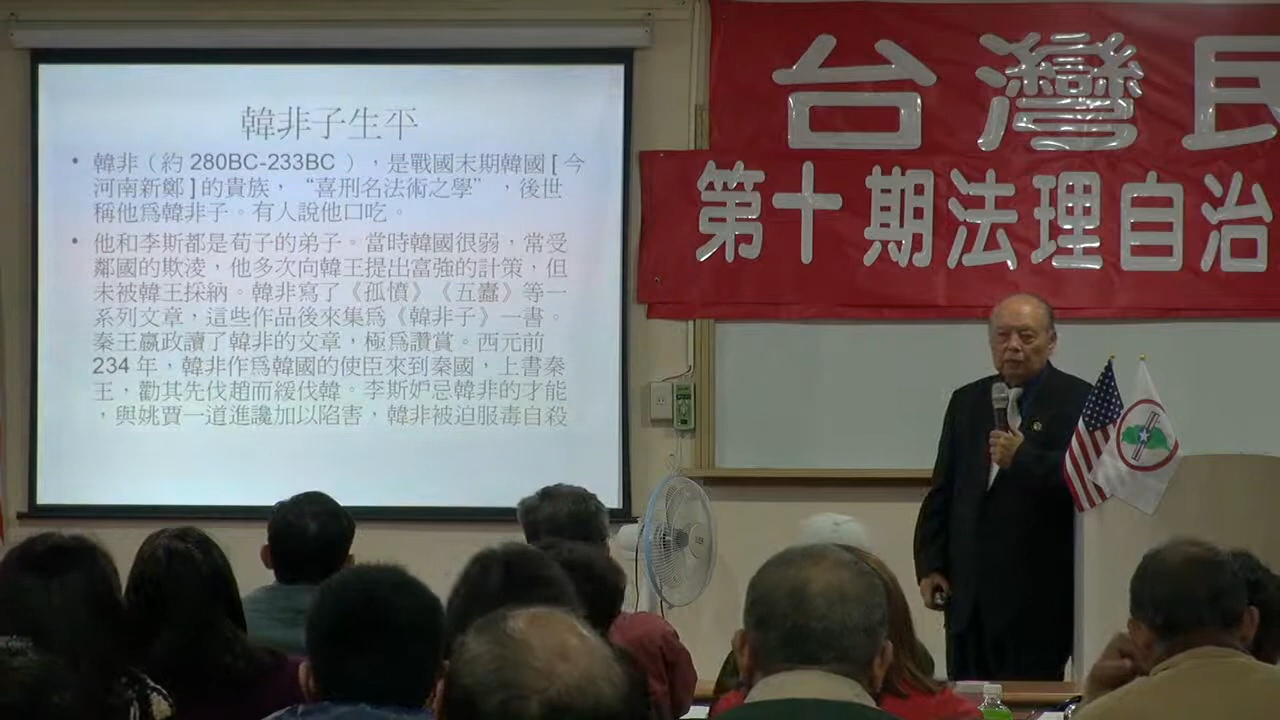 韓非子生平
• 韓非（約 280BC-233BC ），是戰國末期韓國 [ 今
河南新鄭 ] 的貴族，“喜刑名法術之學”，後世
稱他爲韓非子。有人說他口吃。
• 他和李斯都是荀子的弟子。當時韓國很弱，常受
鄰國的欺淩，他多次向韓王提出富強的計策，但
未被韓王採納。韓非寫了《孤憤》《五蠹》等一
系列文章，這些作品後來集爲《韓非子》一書。
秦王嬴政讀了韓非的文章，極爲讚賞。西元前
234 年，韓非作爲韓國的使臣來到秦國，上書秦
王，勸其先伐趙而緩伐韓。李斯妒忌韓非的才能
，與姚賈一道進讒加以陷害，韓非被迫服毒自殺
台灣民
第十期法理自治